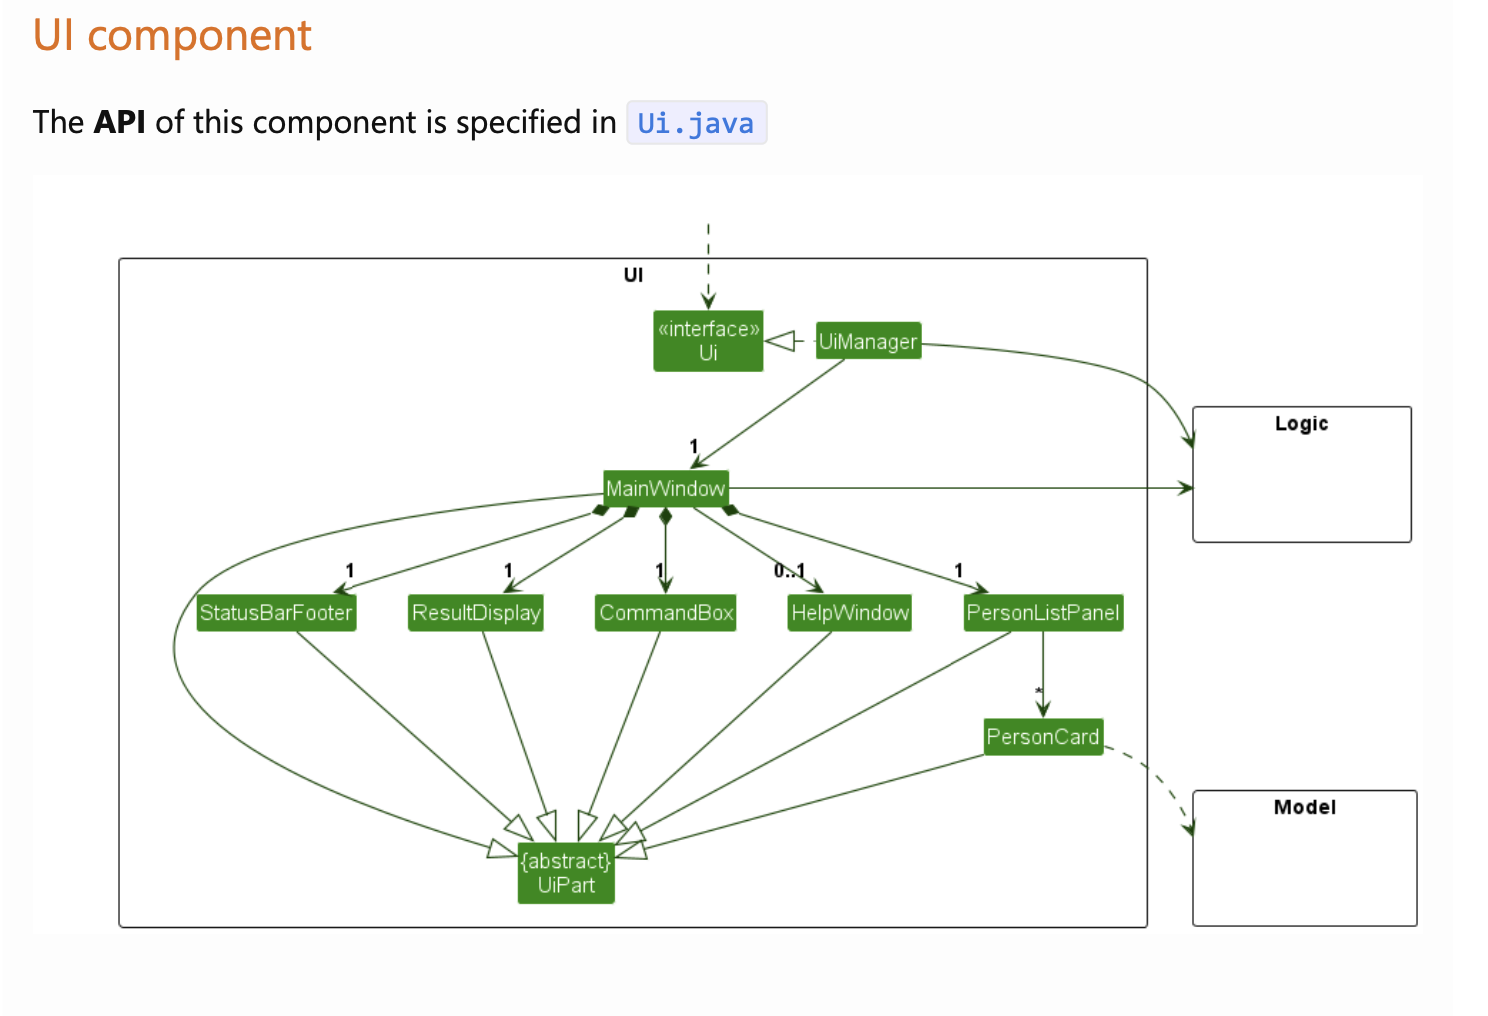 UI component
The API of this component is specified in Ui.java
UI
«interface»
Ui
UiManager
Logic
1
MainWindow
1
1
1
0..1
1
StatusBarFooter
ResultDisplay
CommandBox
HelpWindow
PersonListPanel
*
PersonCard
Model
{abstract}
UiPart